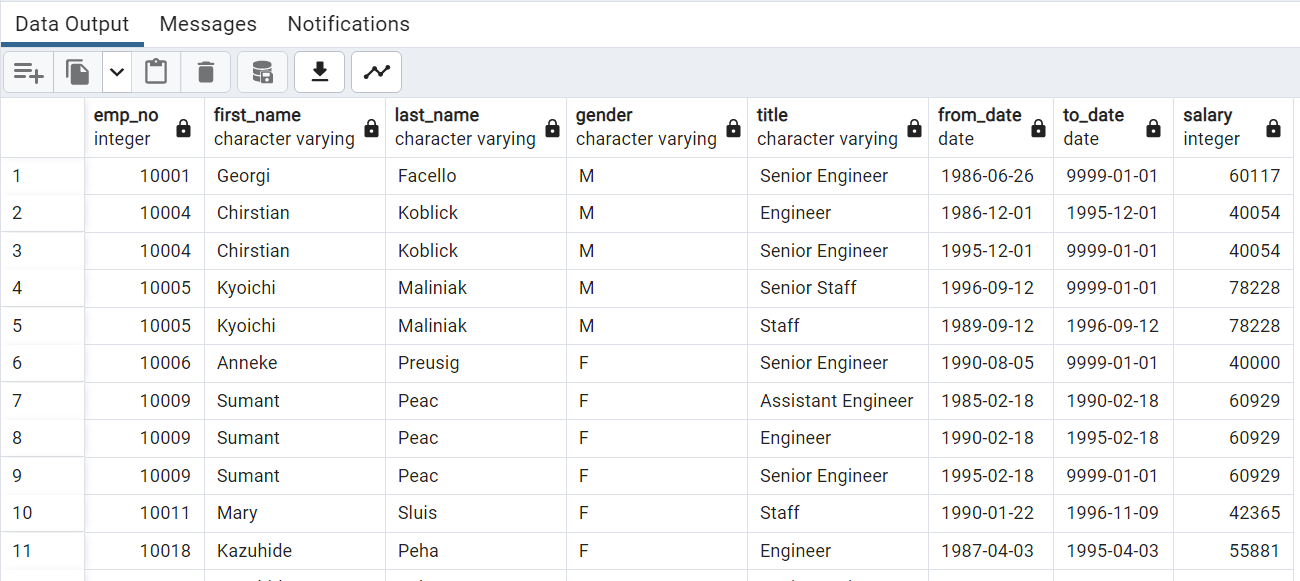 Data Output Messages Notifications
emp_no first_name last_name gender title from_date to_date salary
integer character varying character varying character varying character varying date date integer
1 10001 Georgi Facello M Senior Engineer 1986-06-26 9999-01-01 60117
2 10004 Chirstian Koblick M Engineer 1986-12-01 1995-12-01 40054
3 10004 Chirstian Koblick M Senior Engineer 1995-12-01 9999-01-01 40054
4 10005 Kyoichi Maliniak M Senior Staff 1996-09-12 9999-01-01 78228
5 10005 Kyoichi Maliniak M Staff 1989-09-12 1996-09-12 78228
6 10006 Anneke Preusig F Senior Engineer 1990-08-05 9999-01-01 40000
7 10009 Sumant Peac F Assistant Engineer 1985-02-18 1990-02-18 60929
8 10009 Sumant Peac F Engineer 1990-02-18 1995-02-18 60929
9 10009 Sumant Peac F Senior Engineer 1995-02-18 9999-01-01 60929
10 10011 Mary Sluis F Staff 1990-01-22 1996-11-09 42365
11 10018 Kazuhide Peha F Engineer 1987-04-03 1995-04-03 55881